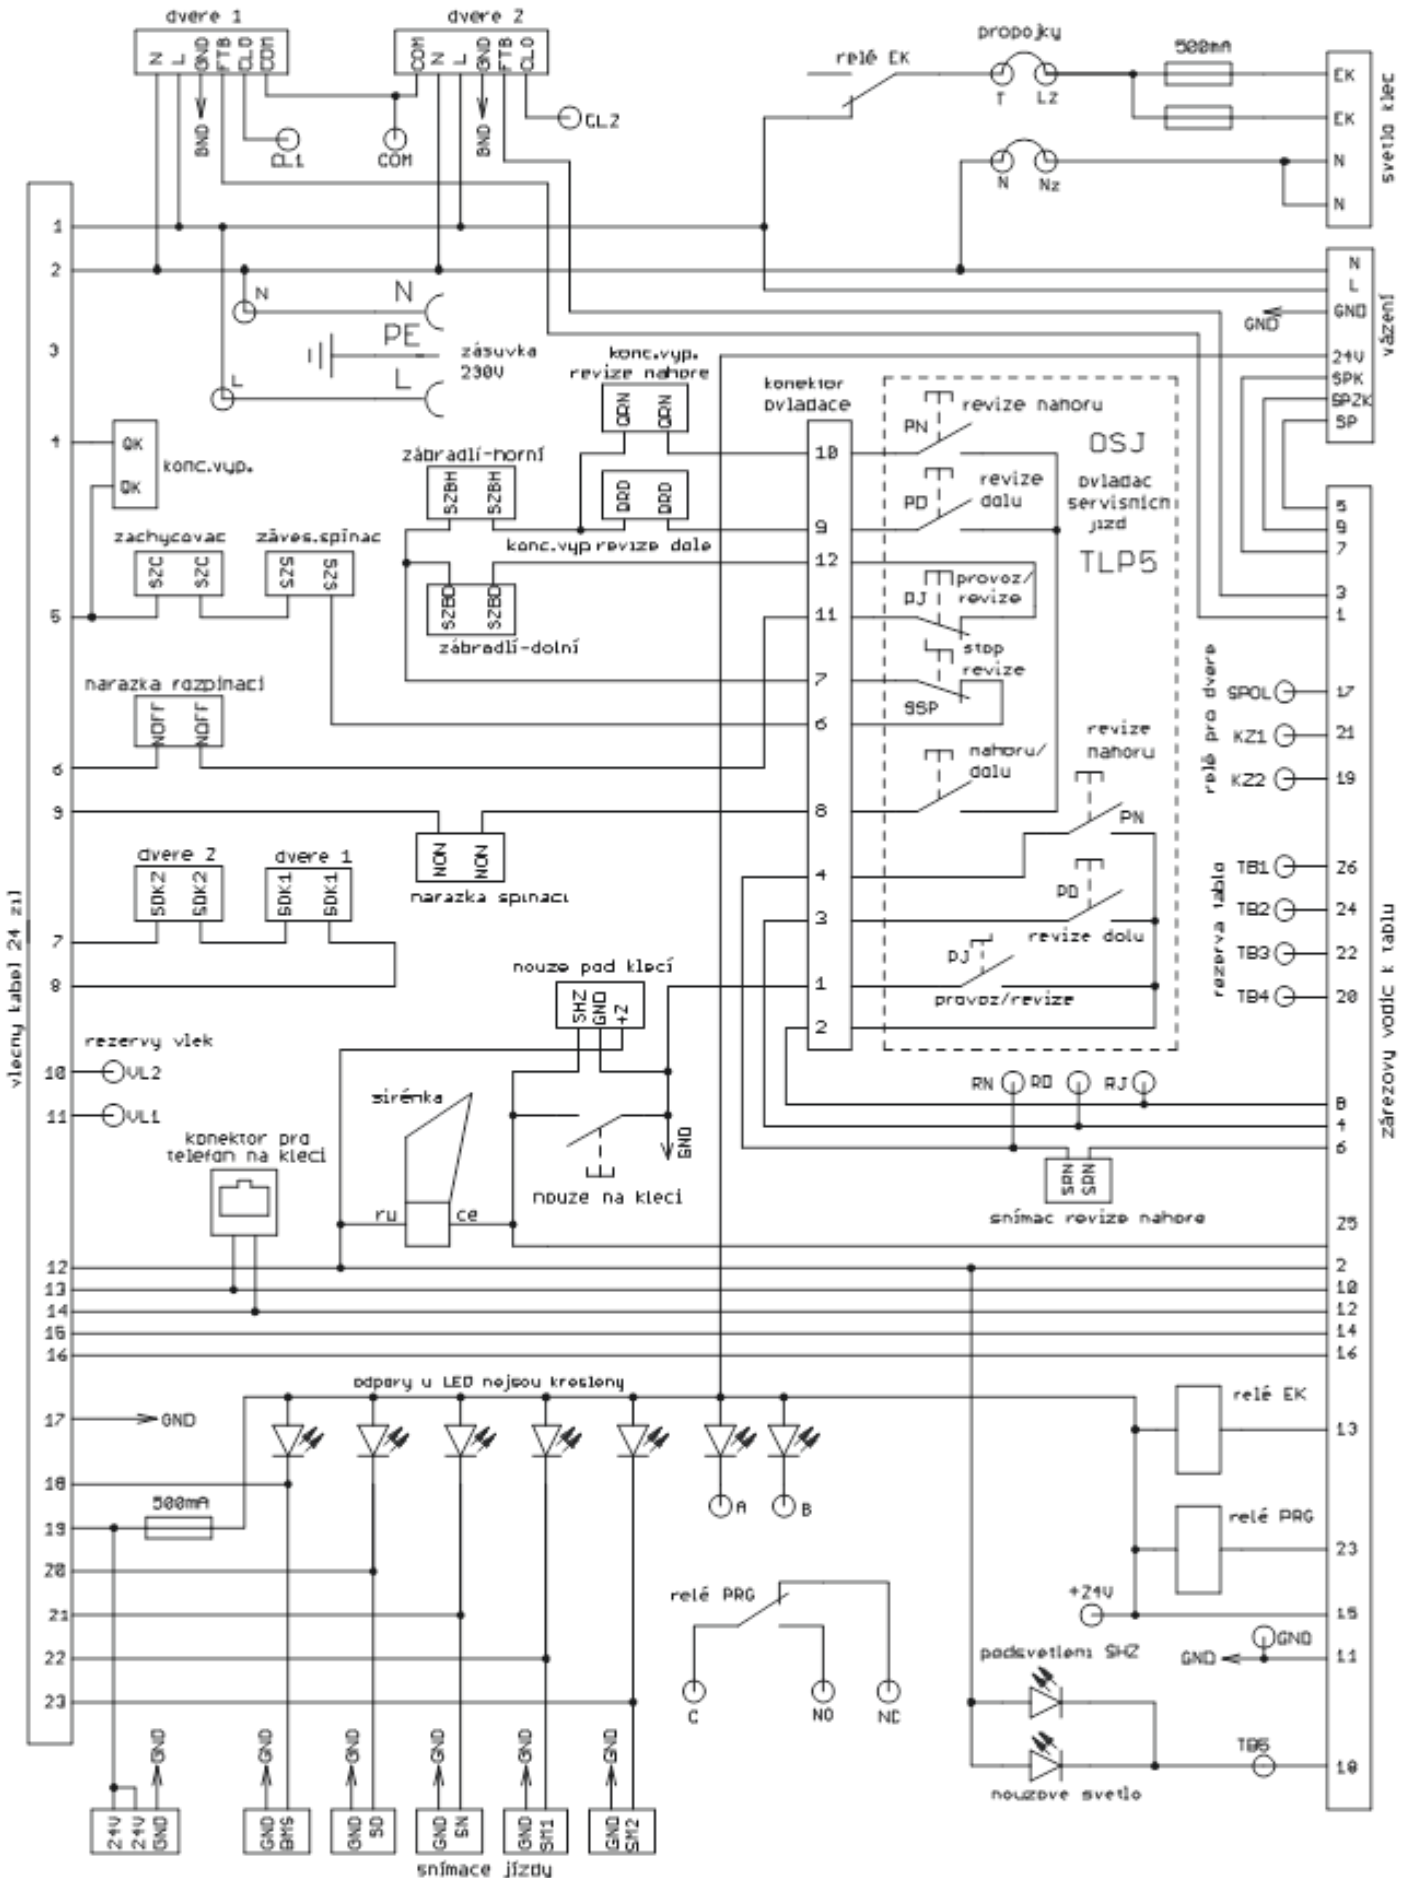 dvere 1
dvere 2
N
L
GND
FTB
CLO
COM
COM
N
L
GND
FTB
CLO
GND
CL1
COM
GND
CL2
relé EK
propojky
T
Lz
N
Nz
500mA
EK
EK
N
N
svetlo klec
1
2
3
4
5
6
9
7
8
10
11
12
13
14
15
16
17
18
19
20
21
22
23
vlecny kabel 24 zil
N
N
PE
L
L
zásuvka
230V
N
L
GND
24V
SPK
SPZK
SP
GND
vázení
QK
QK
konc.vyp.
zachycovac
SZC
SZC
záves.spínac
SZS
SZS
zábradlí-horní
SZBH
SZBH
konc.vyp.
revize nahore
QRN
QRN
DRD
DRD
konc.vyp revize dole
SZBD
SZBD
zábradlí-dolní
narazka rozpínací
NOFF
NOFF
NON
NON
narazka spinaci
dvere 2
SDK2
SDK2
dvere 1
SDK1
SDK1
konektor
ovladace
10
9
12
11
7
6
8
4
3
1
2
PN
revize nahoru
PD
revize
dolu
OSJ
ovladac
servisních
jizd
TLP5
PJ
provoz/
revize
stop
revize
SSP
nahoru/
dolu
revize
nahoru
PN
PD
revize dolu
PJ
provoz/revize
5
9
7
3
1
relé pro dvere
SPOL
17
KZ1
21
KZ2
19
rezerva tablo
TB1
26
TB2
24
TB3
22
TB4
20
zárezovy vodic k tablu
nouze pod klecí
SHZ
GND
+Z
rezervy vlek
VL2
VL1
konektor pro
telefon na kleci
sirénka
ru
ce
GND
nouze na kleci
RN
RD
RJ
8
4
6
SRN
SRN
snímac revize nahore
25
2
10
12
14
16
odpory u LED nejsou kresleny
GND
500mA
A
B
relé EK
13
relé PRG
23
+24V
15
GND
GND
11
relé PRG
C
NO
NC
podsvetleni SHZ
nouzove svetlo
TB5
18
GND
GND
GND
GND
GND
GND
24V
24V
GND
GND
BMS
GND
SD
GND
SN
GND
SM1
GND
SM2
snímace jízdy